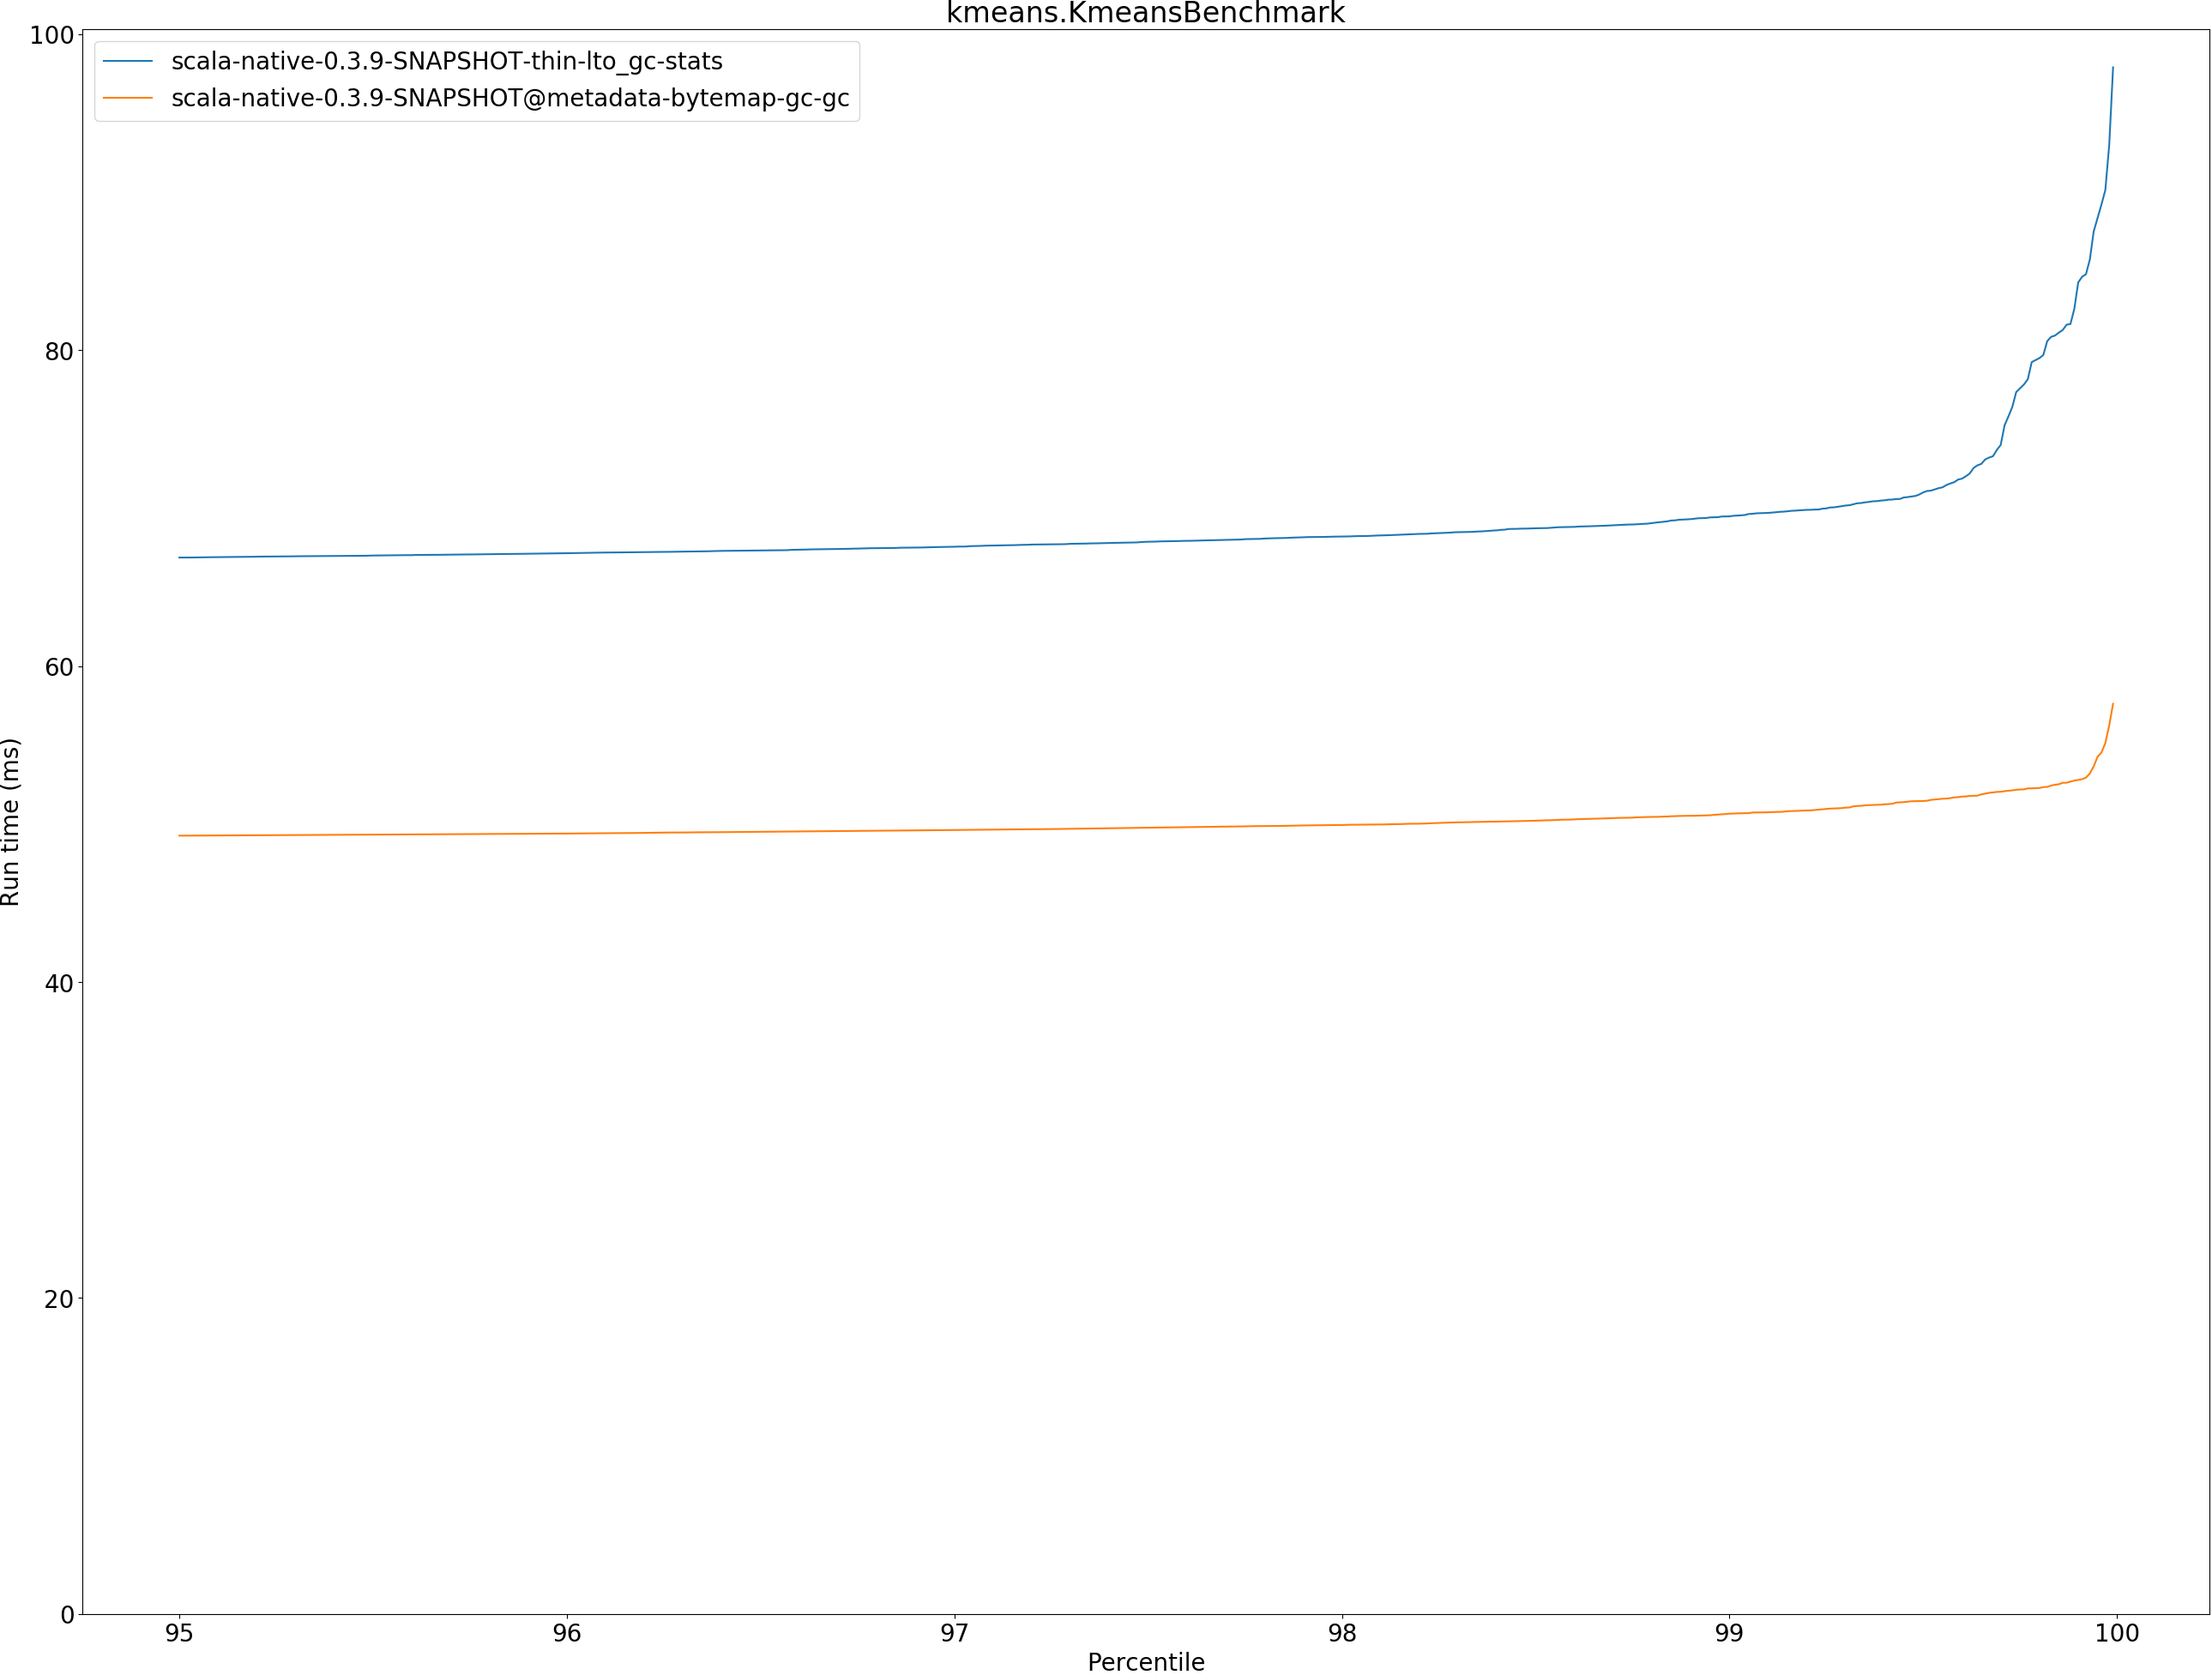 kmeans.KmeansBenchmark
scala-native-0.3.9-SNAPSHOT-thin-lto_gc-stats
scala-native-0.3.9-SNAPSHOT@metadata-bytemap-gc-gc
Run time (ms)
100
80
60
40
20
0
95 96 97 98 99 100
Percentile